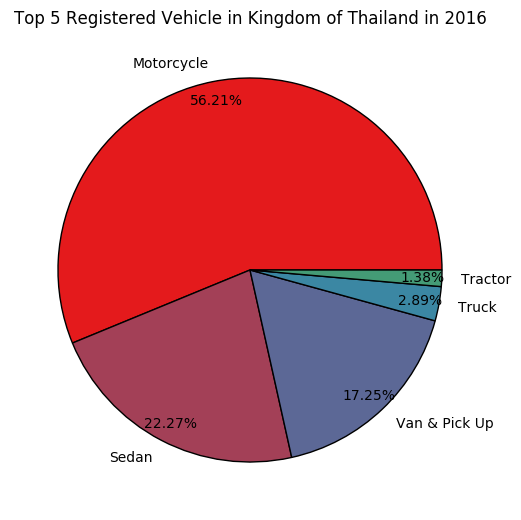 Top 5 Registered Vehicle in Kingdom of Thailand in 2016
Motorcycle
56.21%
1.38%
Tractor
2.89%
Truck
17.25%
Van & Pick Up
22.27%
Sedan